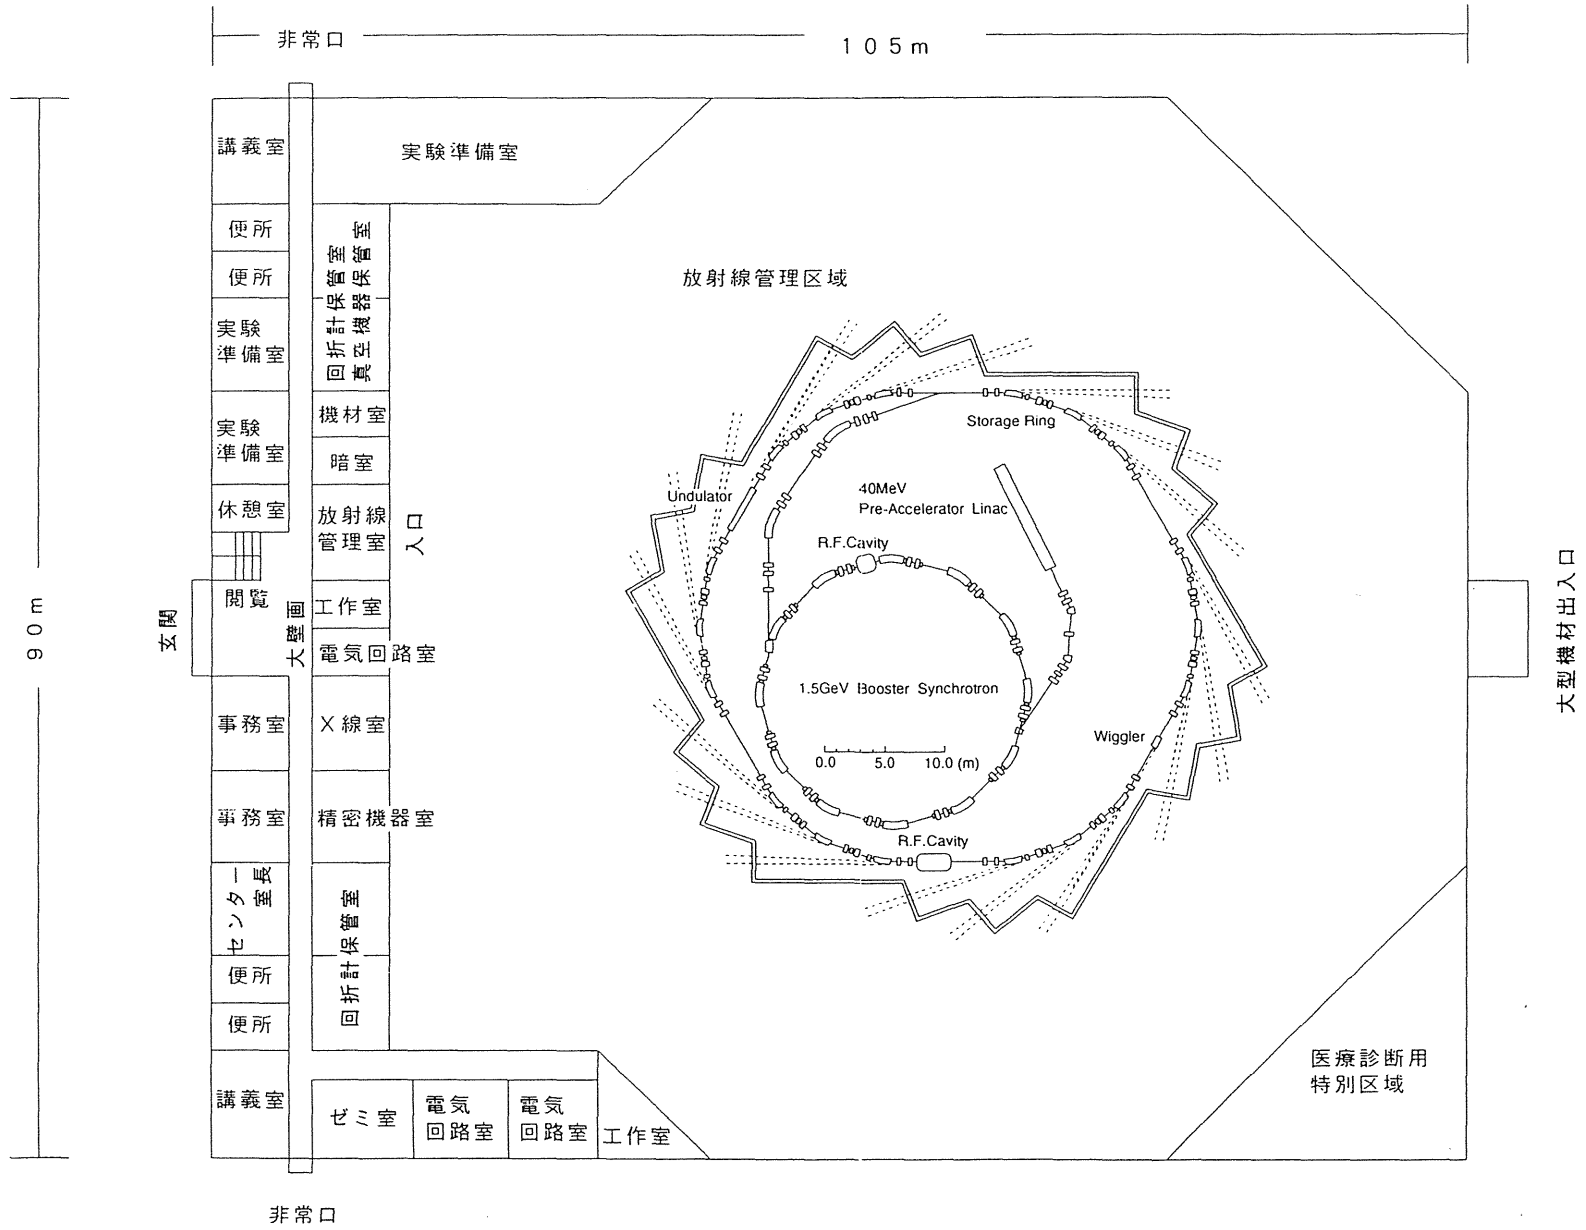 非常口
105m
90m
講義室
実験準備室
便所
便所
実験
準備室
回折計保管室
真空機器保管室
放射線管理区域
実験
準備室
機材室
暗室
休憩室
放射線
管理室
入口
Storage Ring
Undulator
40MeV
Pre-Accelerator Linac
R.F.Cavity
玄関
閲覧
大壁画
工作室
電気回路室
大型機材出入口
1.5GeV Booster Synchrotron
事務室
X線室
Wiggler
0.0 5.0 10.0 (m)
事務室
精密機器室
R.F.Cavity
センター
室長
回折計保管室
便所
便所
講義室
ゼミ室
電気
回路室
電気
回路室
工作室
医療診断用
特別区域
非常口